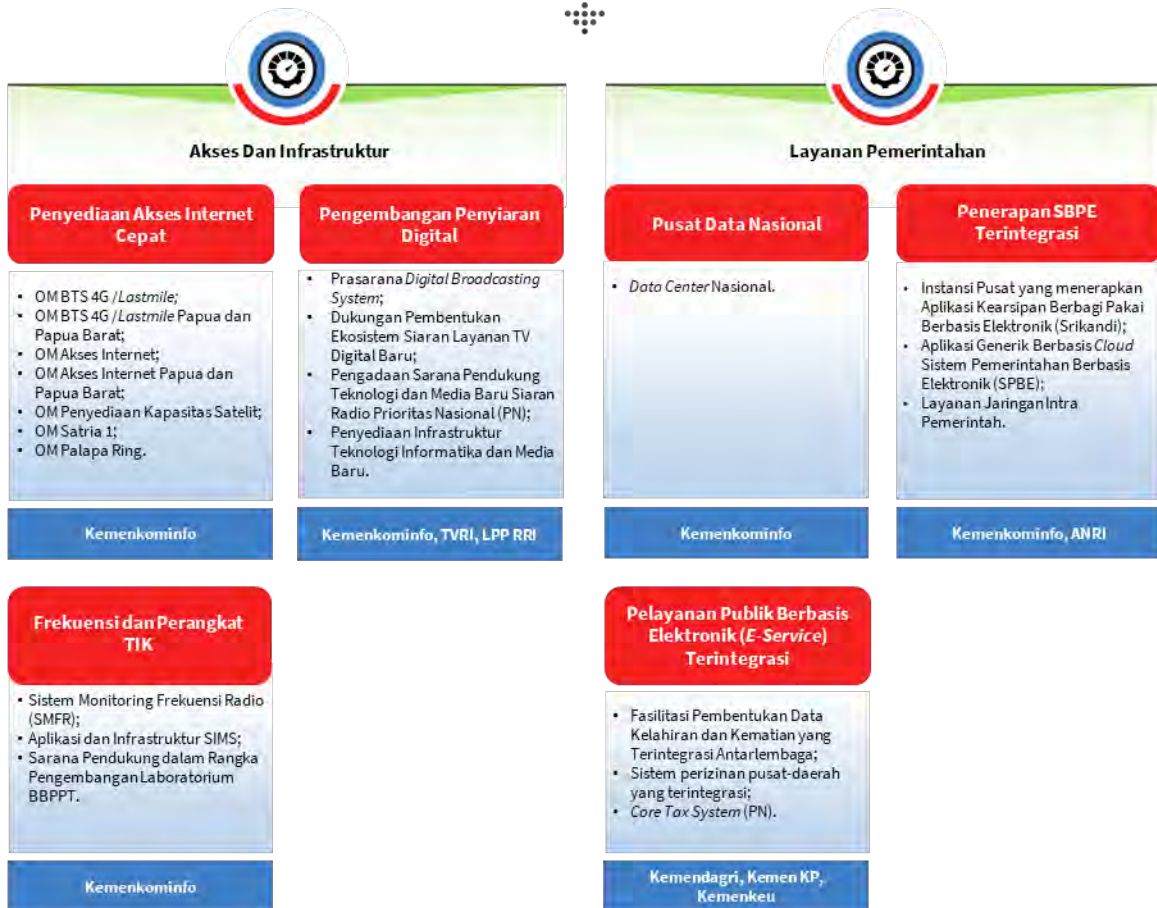 Akses Dan Infrastruktur
Penyediaan Akses Internet
Cepat
• OM BTS 4G /Lastmile;
• OM BTS 4G /Lastmile Papua dan
Papua Barat;
• OM Akses Internet;
• OM Akses Internet Papua dan
Papua Barat;
• OM Penyediaan Kapasitas Satelit;
• OM Satria 1;
• OM Palapa Ring.
Kemenkominfo
Pengembangan Penyiaran
Digital
• Prasarana Digital Broadcasting
System;
• Dukungan Pembentukan
Ekosistem Siaran Layanan TV
Digital Baru;
• Pengadaan Sarana Pendukung
Teknologi dan Media Baru Siaran
Radio Prioritas Nasional (PN);
• Penyediaan Infrastruktur
Teknologi Informatika dan Media
Baru.
Kemenkominfo, TVRI, LPP RRI
Frekuensi dan Perangkat
TIK
• Sistem Monitoring Frekuensi Radio
(SMFR);
• Aplikasi dan Infrastruktur SIMS;
• Sarana Pendukung dalam Rangka
Pengembangan Laboratorium
BBPPT.
Kemenkominfo
Layanan Pemerintahan
Pusat Data Nasional
• Data Center Nasional.
Kemenkominfo
Penerapan SBPE
Terintegrasi
• Instansi Pusat yang menerapkan
Aplikasi Kearsipan Berbagi Pakai
Berbasis Elektronik (Srikandi);
• Aplikasi Generik Berbasis Cloud
Sistem Pemerintahan Berbasis
Elektronik (SPBE);
• Layanan Jaringan Intra
Pemerintah.
Kemenkominfo, ANRI
Pelayanan Publik Berbasis
Elektronik (E-Service)
Terintegrasi
• Fasilitasi Pembentukan Data
Kelahiran dan Kematian yang
Terintegrasi Antarlembaga;
• Sistem perizinan pusat-daerah
yang terintegrasi;
• Core Tax System (PN).
Kemendagri, Kemen KP,
Kemenkeu